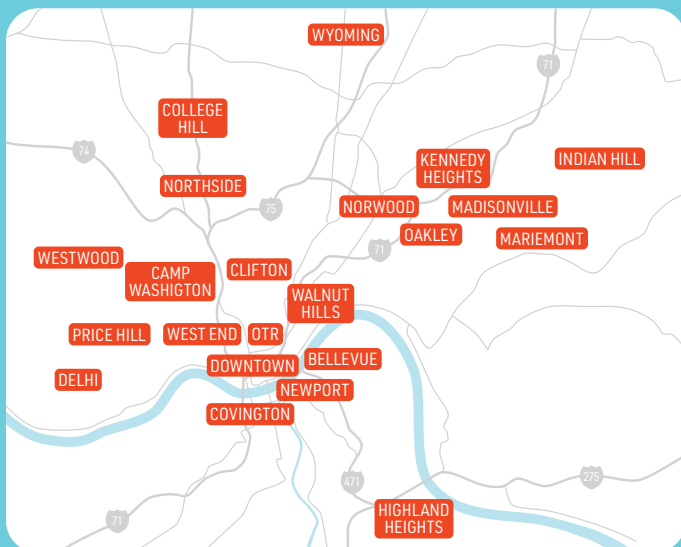 WYOMING
71
COLLEGE
HILL
74
KENNEDY
HEIGHTS
INDIAN HILL
NORTHSIDE
75
NORWOOD
MADISONVILLE
OAKLEY
MARIEMONT
71
WESTWOOD
CAMP
WASHIGTON
CLIFTON
WALNUT
HILLS
PRICE HILL
WEST END
OTR
DOWNTOWN
BELLEVUE
DELHI
NEWPORT
COVINGTON
471
275
71
HIGHLAND
HEIGHTS